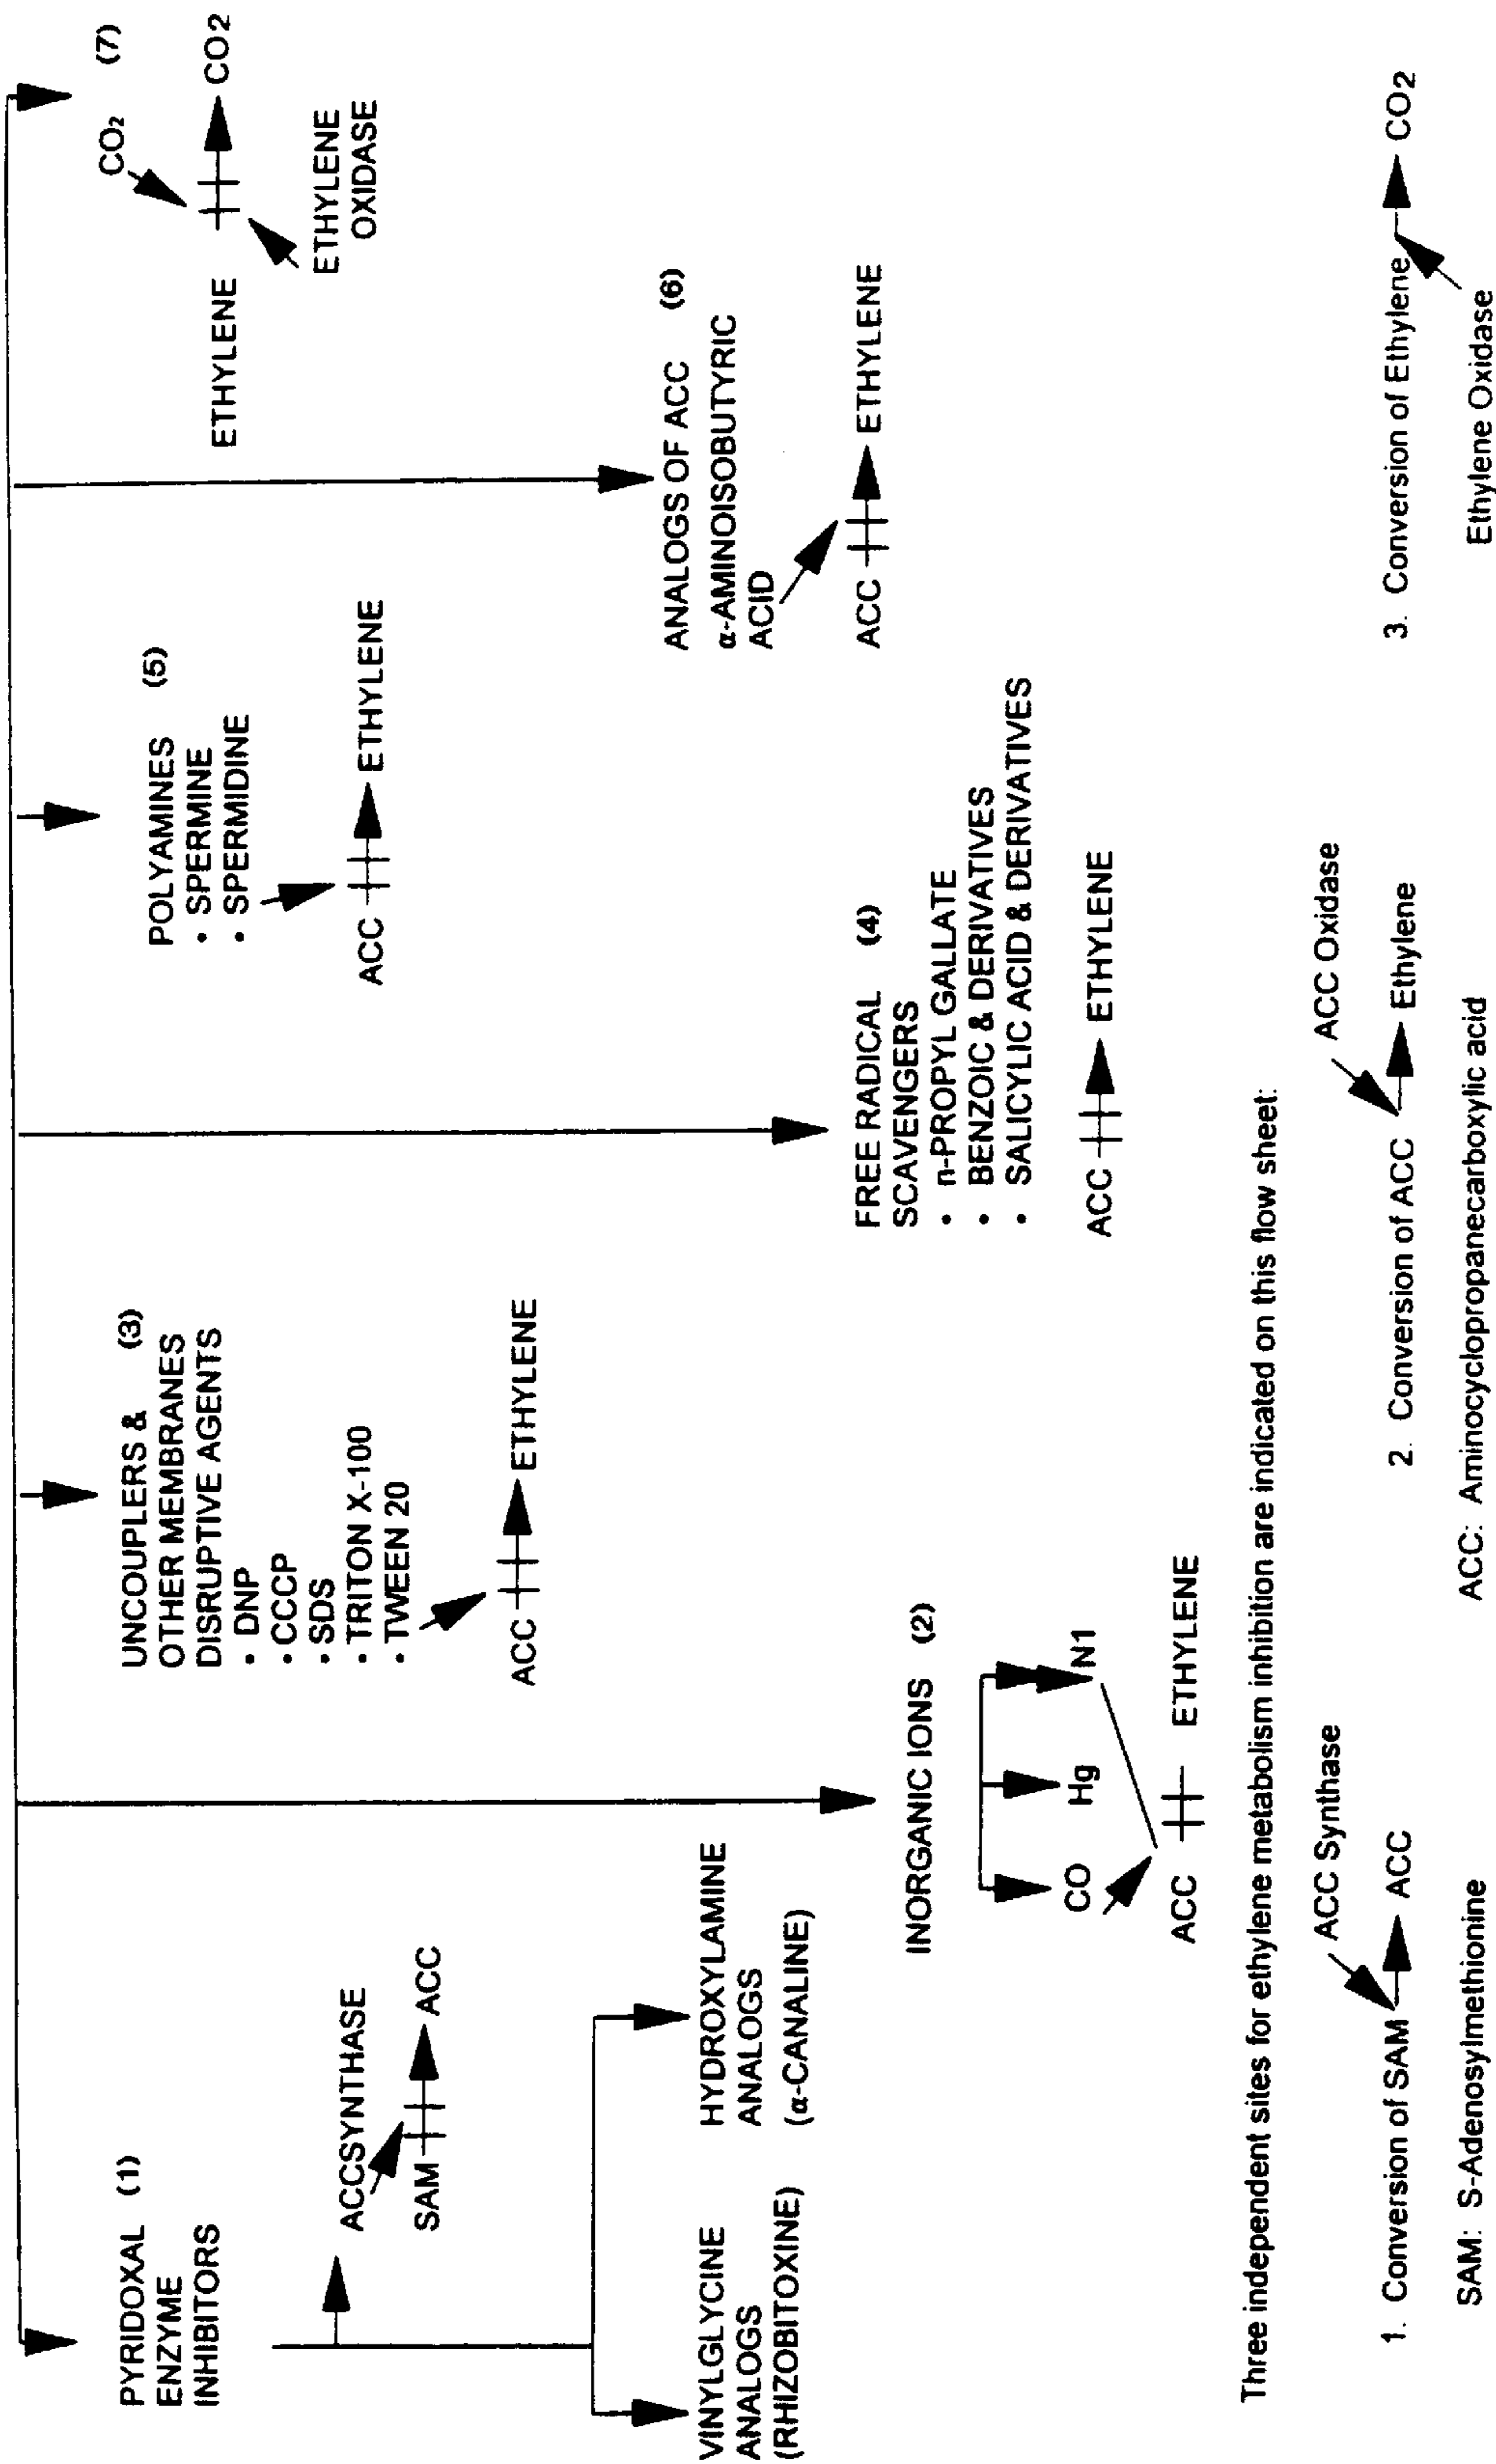 PYRIDOXAL (1)
ENZYME
INHIBITORS
ACCSYNTHASE
SAM ACC
VINYLGLYCINE
ANALOGS
(RHIZOBITOXINE)
HYDROXYLAMINE
ANALOGS
(α-CANALINE)
INORGANIC IONS (2)
CO Hg N1
ACC ETHYLENE
UNCOUPLERS & (3)
OTHER MEMBRANES
DISRUPTIVE AGENTS
• DNP
• CCCP
• SDS
• TRITON X-100
• TWEEN 20
ACC ETHYLENE
FREE RADICAL (4)
SCAVENGERS
• n-PROPYL GALLATE
• BENZOIC & DERIVATIVES
• SALICYLIC ACID & DERIVATIVES
ACC ETHYLENE
POLYAMINES (5)
• SPERMINE
• SPERMIDINE
ACC ETHYLENE
ANALOGS OF ACC (6)
α-AMINOISOBUTYRIC
ACID
ACC ETHYLENE
(7)
CO₂
ETHYLENE CO2
ETHYLENE
OXIDASE
Three independent sites for ethylene metabolism inhibition are indicated on this flow sheet:
ACC Synthase
1. Conversion of SAM ACC
SAM: S-Adenosylmethionine
ACC Oxidase
2. Conversion of ACC Ethylene
ACC: Aminocyclopropanecarboxylic acid
3. Conversion of Ethylene CO2
Ethylene Oxidase